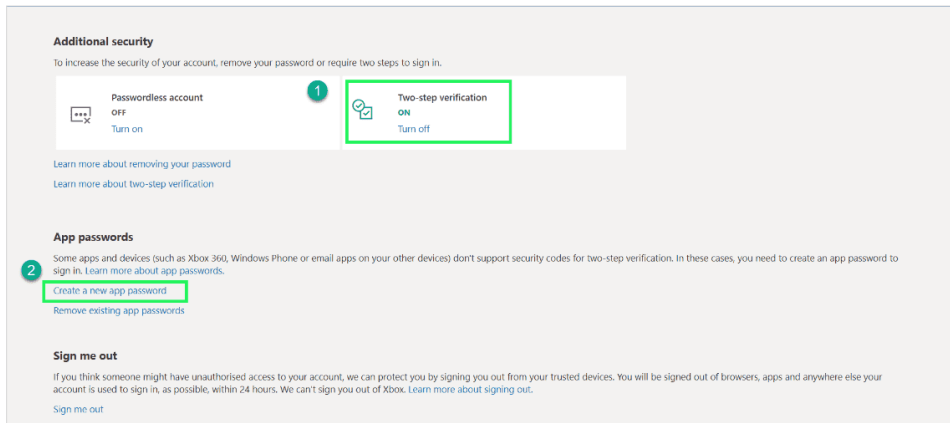 Additional security
To increase the security of your account, remove your password or require two steps to sign in.
1
Passwordless account
OFF
Turn on
Two-step verification
ON
Turn off
Learn more about removing your password
Learn more about two-step verification
App passwords
Some apps and devices (such as Xbox 360, Windows Phone or email apps on your other devices) don't support security codes for two-step verification. In these cases, you need to create an app password to
2
sign in. Learn more about app passwords.
Create a new app password
Remove existing app passwords
Sign me out
If you think someone might have unauthorised access to your account, we can protect you by signing you out from your trusted devices. You will be signed out of browsers, apps and anywhere else your
account is used to sign in, as possible, within 24 hours. We can't sign you out of Xbox. Learn more about signing out.
Sign me out